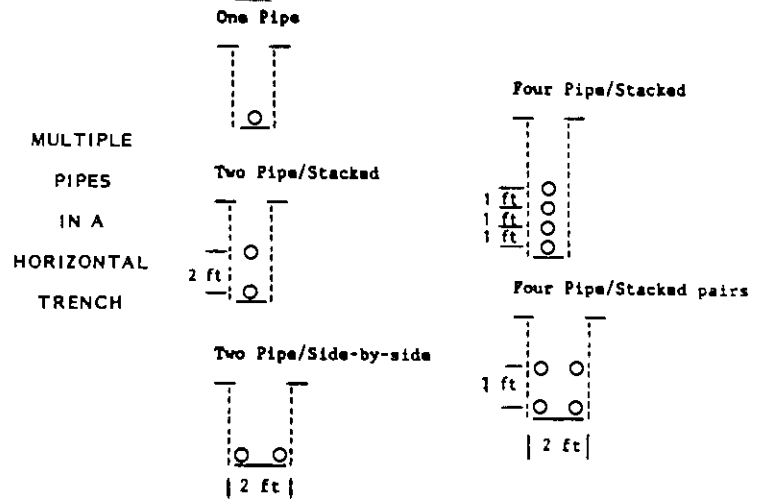 One Pipe
MULTIPLE
PIPES
IN A
HORIZONTAL
TRENCH
Two Pipe/Stacked
2 ft
Two Pipe/Side-by-side
2 ft
Four Pipe/Stacked
1 ft
1 ft
1 ft
Four Pipe/Stacked pairs
1 ft
2 ft